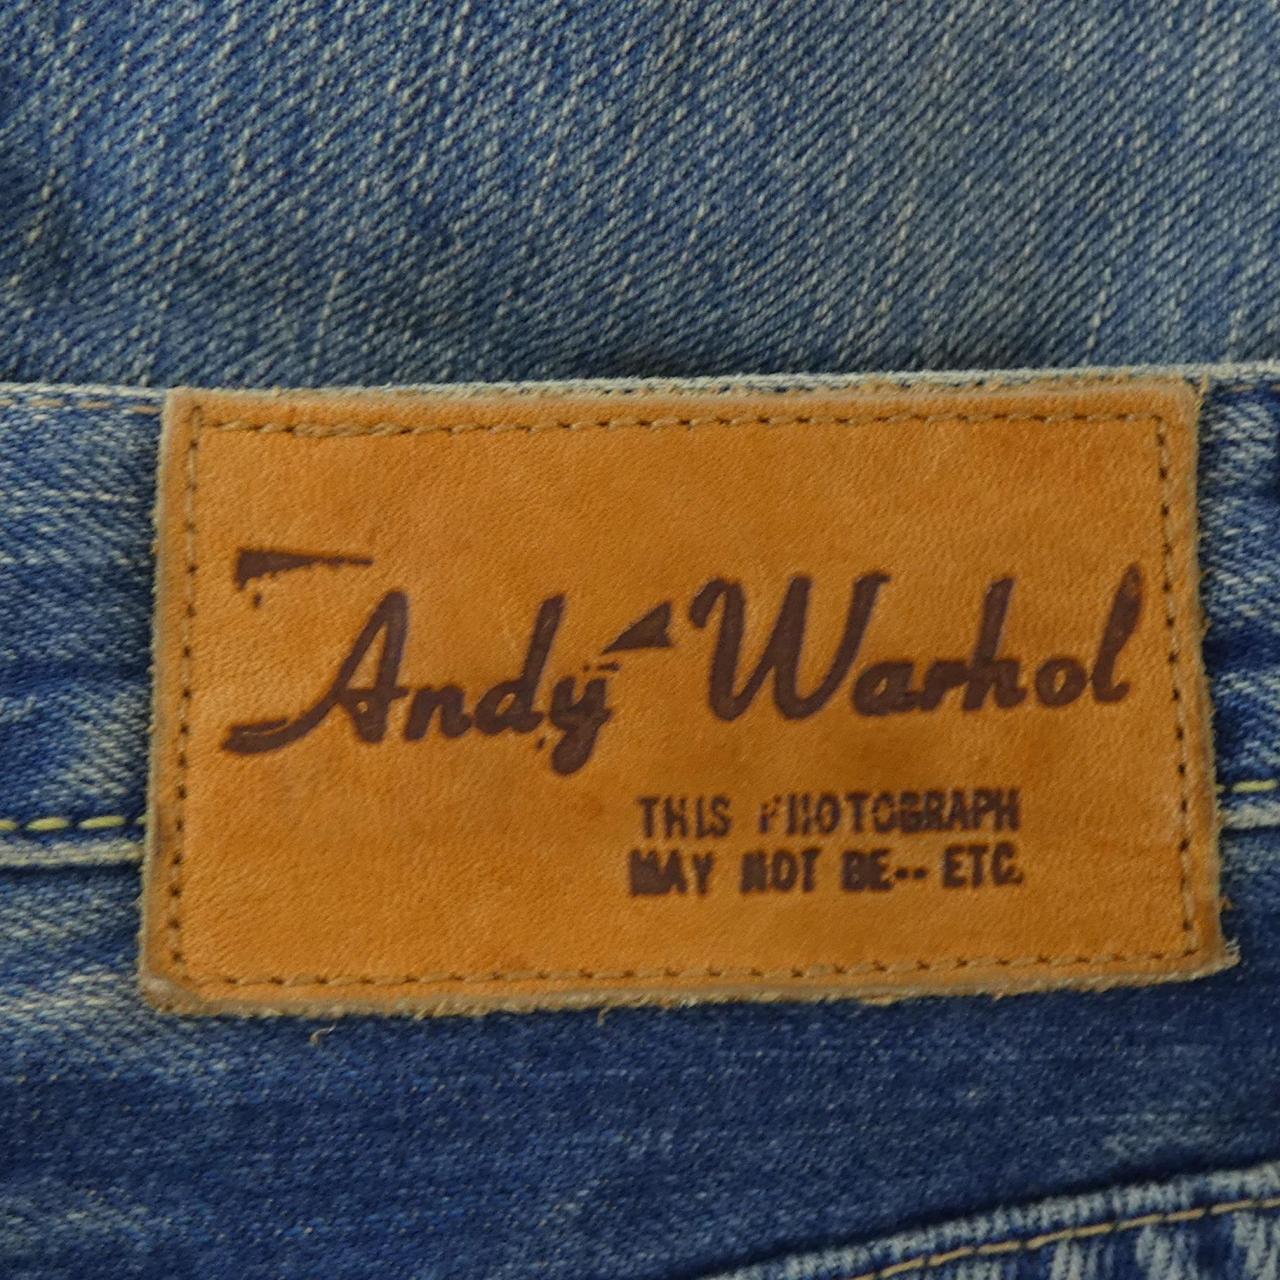 Andy Warhol
THIS PHOTOGRAPH
MAY NOT BE-- ETC.